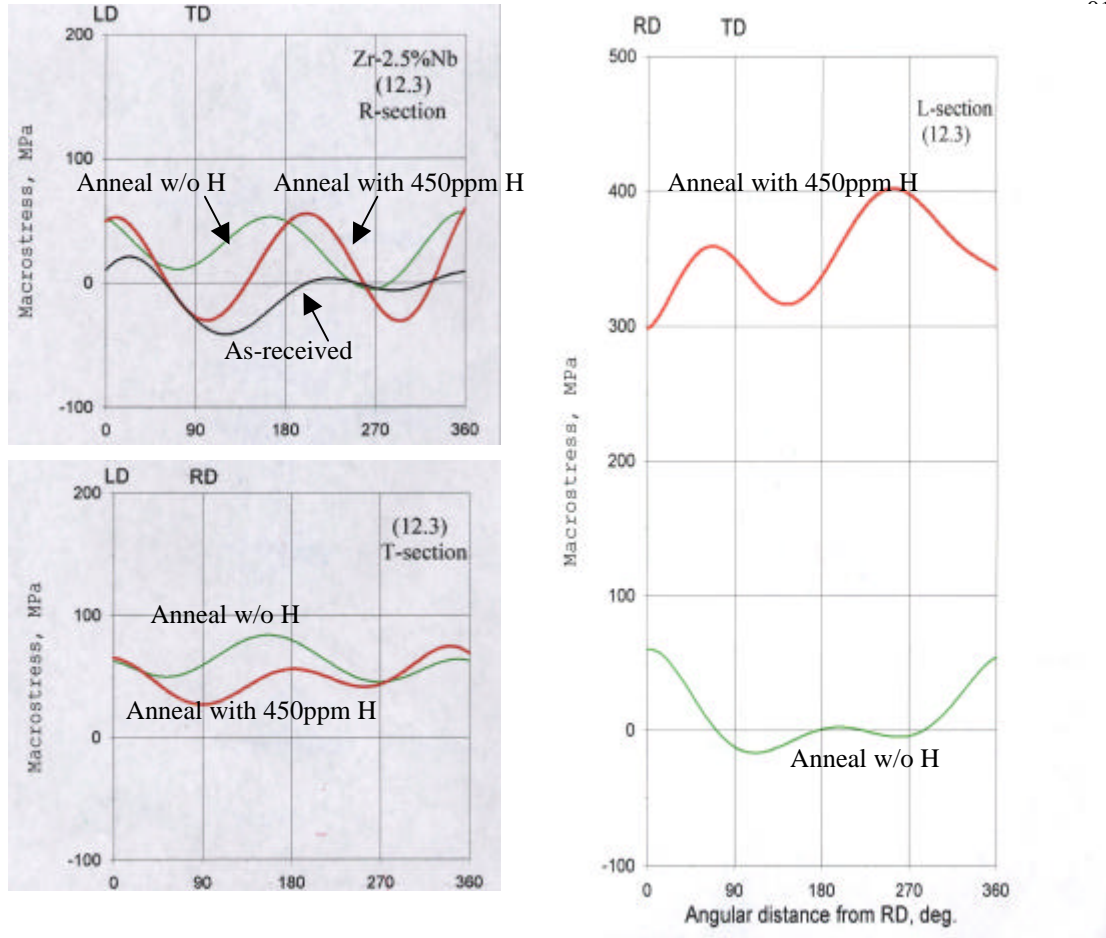 LD TD
200
100
0
-100
0 90 180 270 360
Macrostress, MPa
Zr-2.5%Nb
(12.3)
R-section
Anneal w/o H
Anneal with 450ppm H
As-received
LD RD
200
100
0
-100
0 90 180 270 360
Macrostress, MPa
(12.3)
T-section
Anneal w/o H
Anneal with 450ppm H
RD TD
500
400
300
200
100
0
-100
0 90 180 270 360
Macrostress, MPa
L-section
(12.3)
Anneal with 450ppm H
Anneal w/o H
Angular distance from RD, deg.